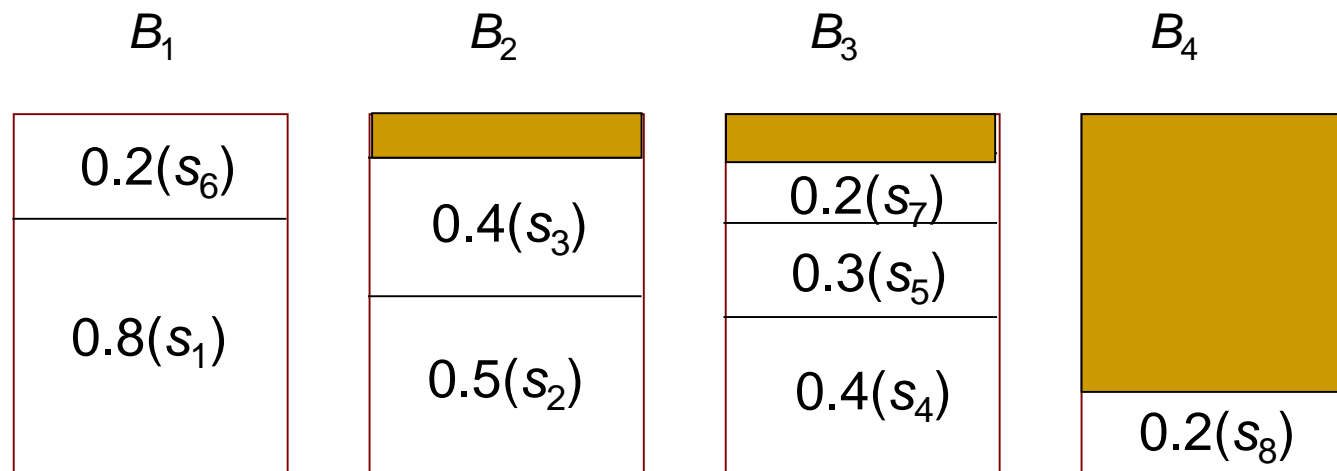 B₁ B₂ B₃ B₄
0.2(s₆)
0.8(s₁)
0.4(s₃)
0.5(s₂)
0.2(s₇)
0.3(s₅)
0.4(s₄)
0.2(s₈)